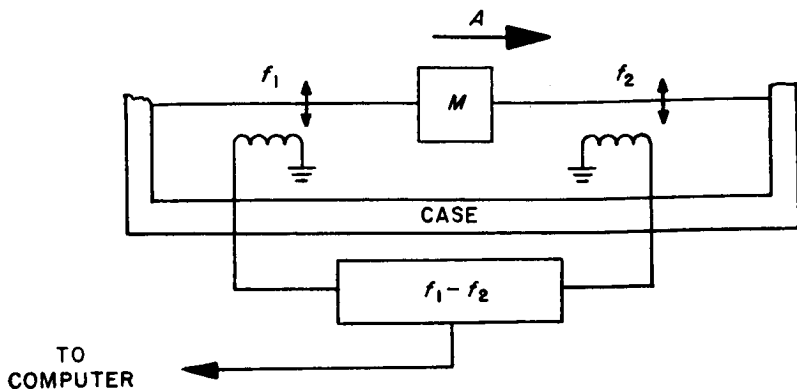 A
f₁
M
f₂
CASE
f₁ – f₂
TO
COMPUTER